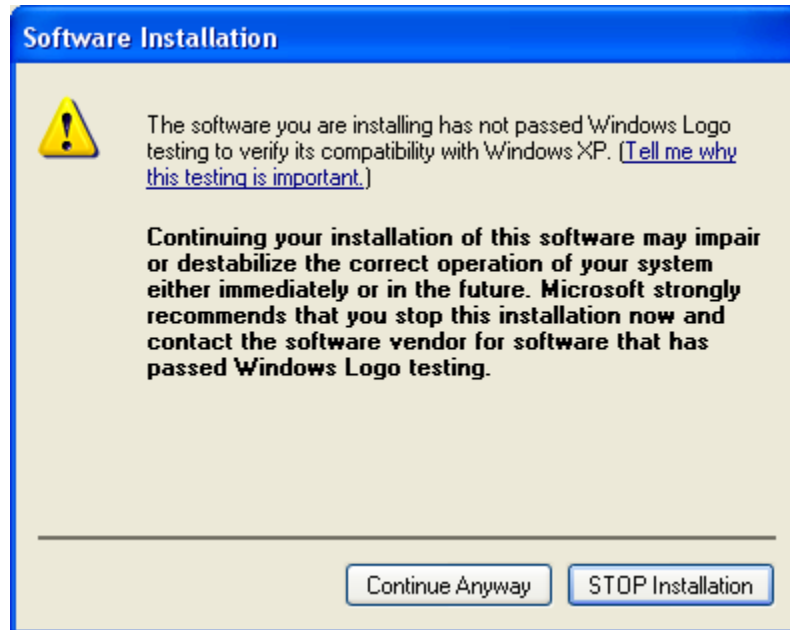 Software Installation
The software you are installing has not passed Windows Logo
testing to verify its compatibility with Windows XP. (Tell me why
this testing is important.)
Continuing your installation of this software may impair
or destabilize the correct operation of your system
either immediately or in the future. Microsoft strongly
recommends that you stop this installation now and
contact the software vendor for software that has
passed Windows Logo testing.
Continue Anyway
STOP Installation